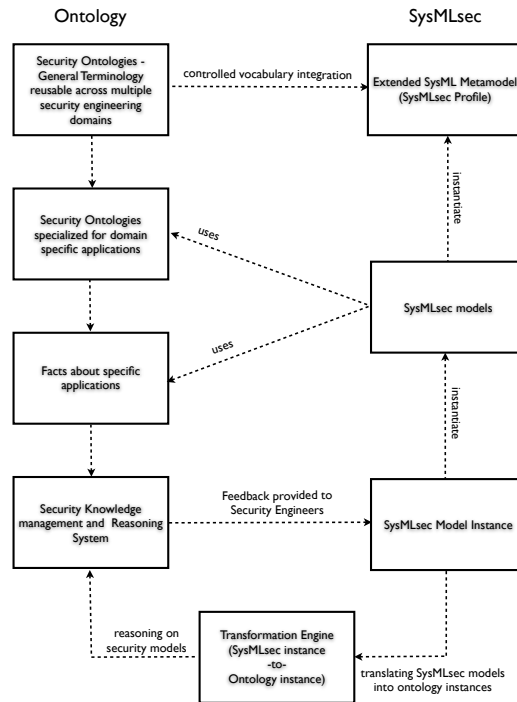 Ontology
SysMLsec
Security Ontologies -
General Terminology
reusable across multiple
security engineering
domains
controlled vocabulary integration
Extended SysML Metamodel
(SysMLsec Profile)
instantiate
Security Ontologies
specialized for domain
specific applications
uses
SysMLsec models
uses
Facts about specific
applications
instantiate
Security Knowledge
management and Reasoning
System
Feedback provided to
Security Engineers
SysMLsec Model Instance
reasoning on
security models
Transformation Engine
(SysMLsec instance
-to-
Ontology instance)
translating SysMLsec models
into ontology instances